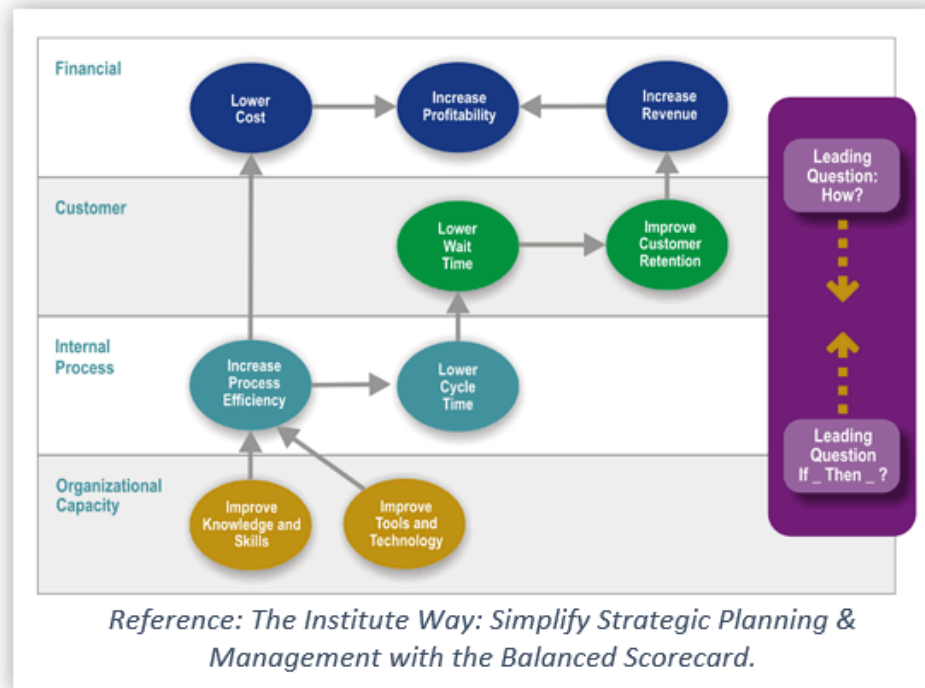 Financial
Lower
Cost
Increase
Profitability
Increase
Revenue
Leading
Question:
How?
Customer
Lower
Wait
Time
Improve
Customer
Retention
Internal
Process
Increase
Process
Efficiency
Lower
Cycle
Time
Leading
Question
If _ Then _ ?
Organizational
Capacity
Improve
Knowledge and
Skills
Improve
Tools and
Technology
Reference: The Institute Way: Simplify Strategic Planning &
Management with the Balanced Scorecard.